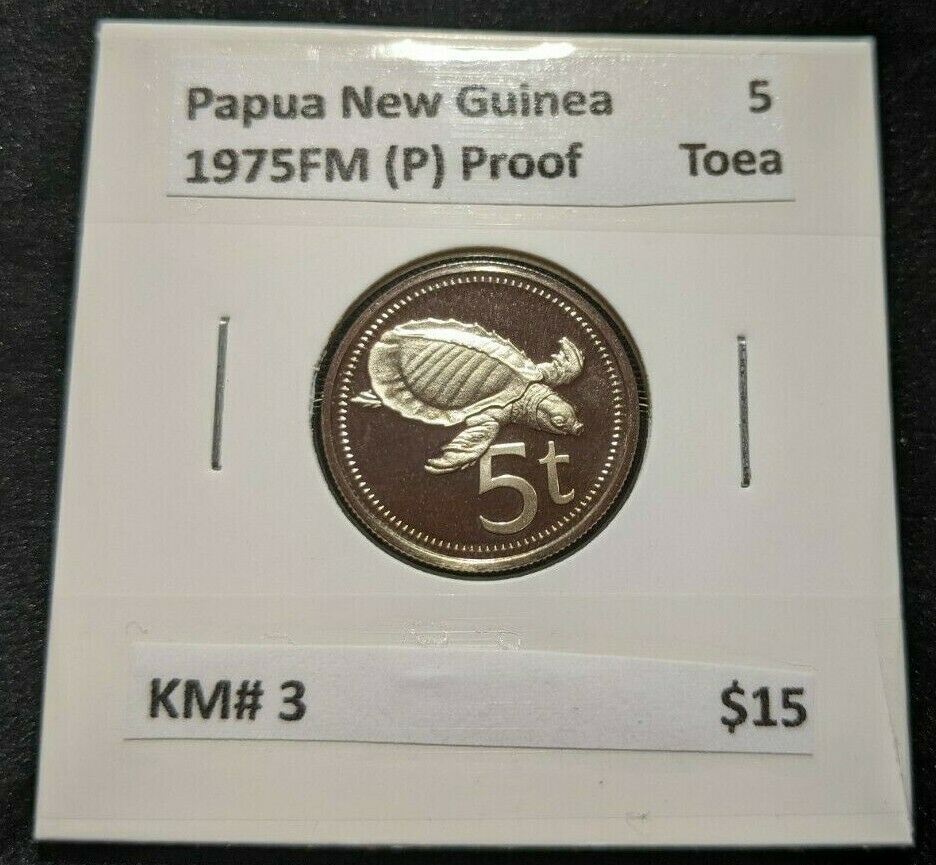 Papua New Guinea 5
1975FM (P) Proof Toea
5t
KM# 3 $15